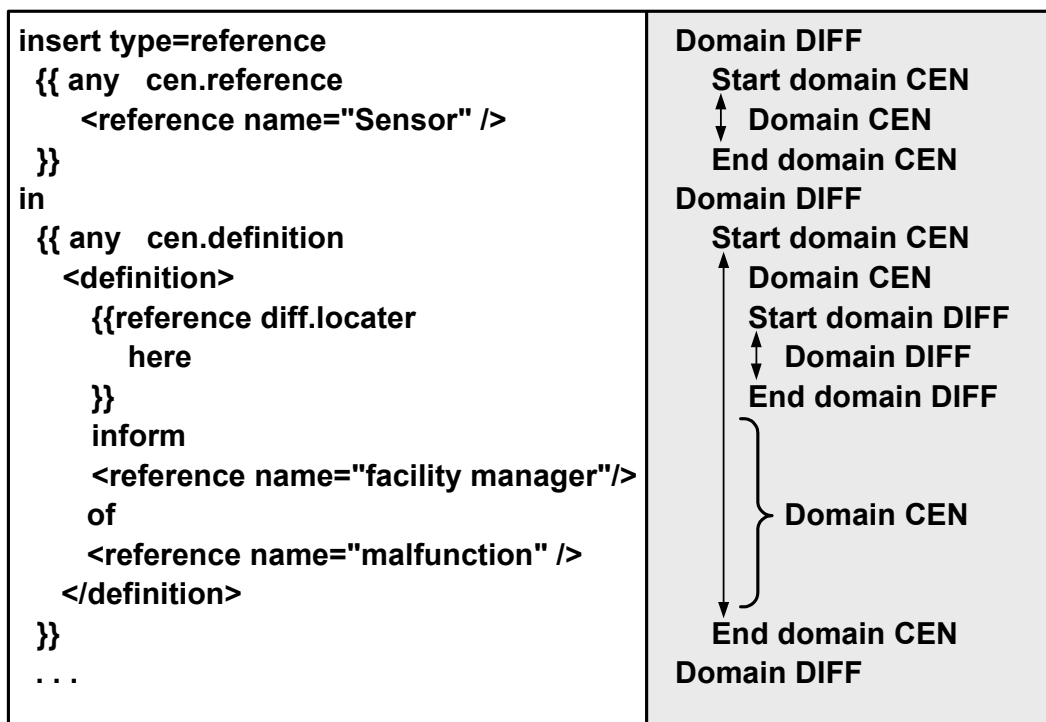 insert type=reference
{{ any cen.reference
<reference name="Sensor" />
}}
in
{{ any cen.definition
<definition>
{{reference diff.locater
here
}}
inform
<reference name="facility manager"/>
of
<reference name="malfunction" />
</definition>
}}
. . .
Domain DIFF
Start domain CEN
Domain CEN
End domain CEN
Domain DIFF
Start domain CEN
Domain CEN
Start domain DIFF
Domain DIFF
End domain DIFF
Domain CEN
End domain CEN
Domain DIFF